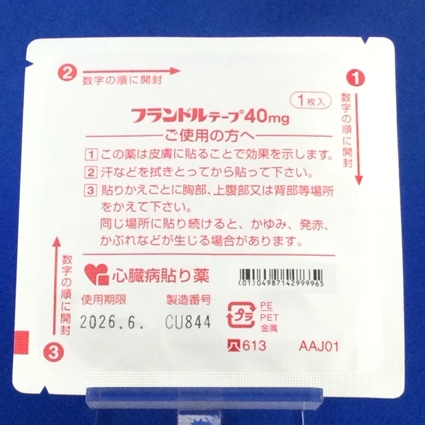 ② 数字の順に開封
① 数字の順に開封
1枚入
フランドルテープ40mg
ご使用の方へ
1 この薬は皮膚に貼ることで効果を示します。
2 汗などを拭きとってから貼って下さい。
3 貼りかえごとに胸部、上腹部又は背部等場所
をかえて下さい。
同じ場所に貼り続けると、かゆみ、発赤、
かぶれなどが生じる場合があります。
③ 数字の順に開封
心臓病貼り薬
(01)04987142999965
使用期限 製造番号
2026.6. CU844
プラ
PE
PET
金属
613 AAJ01